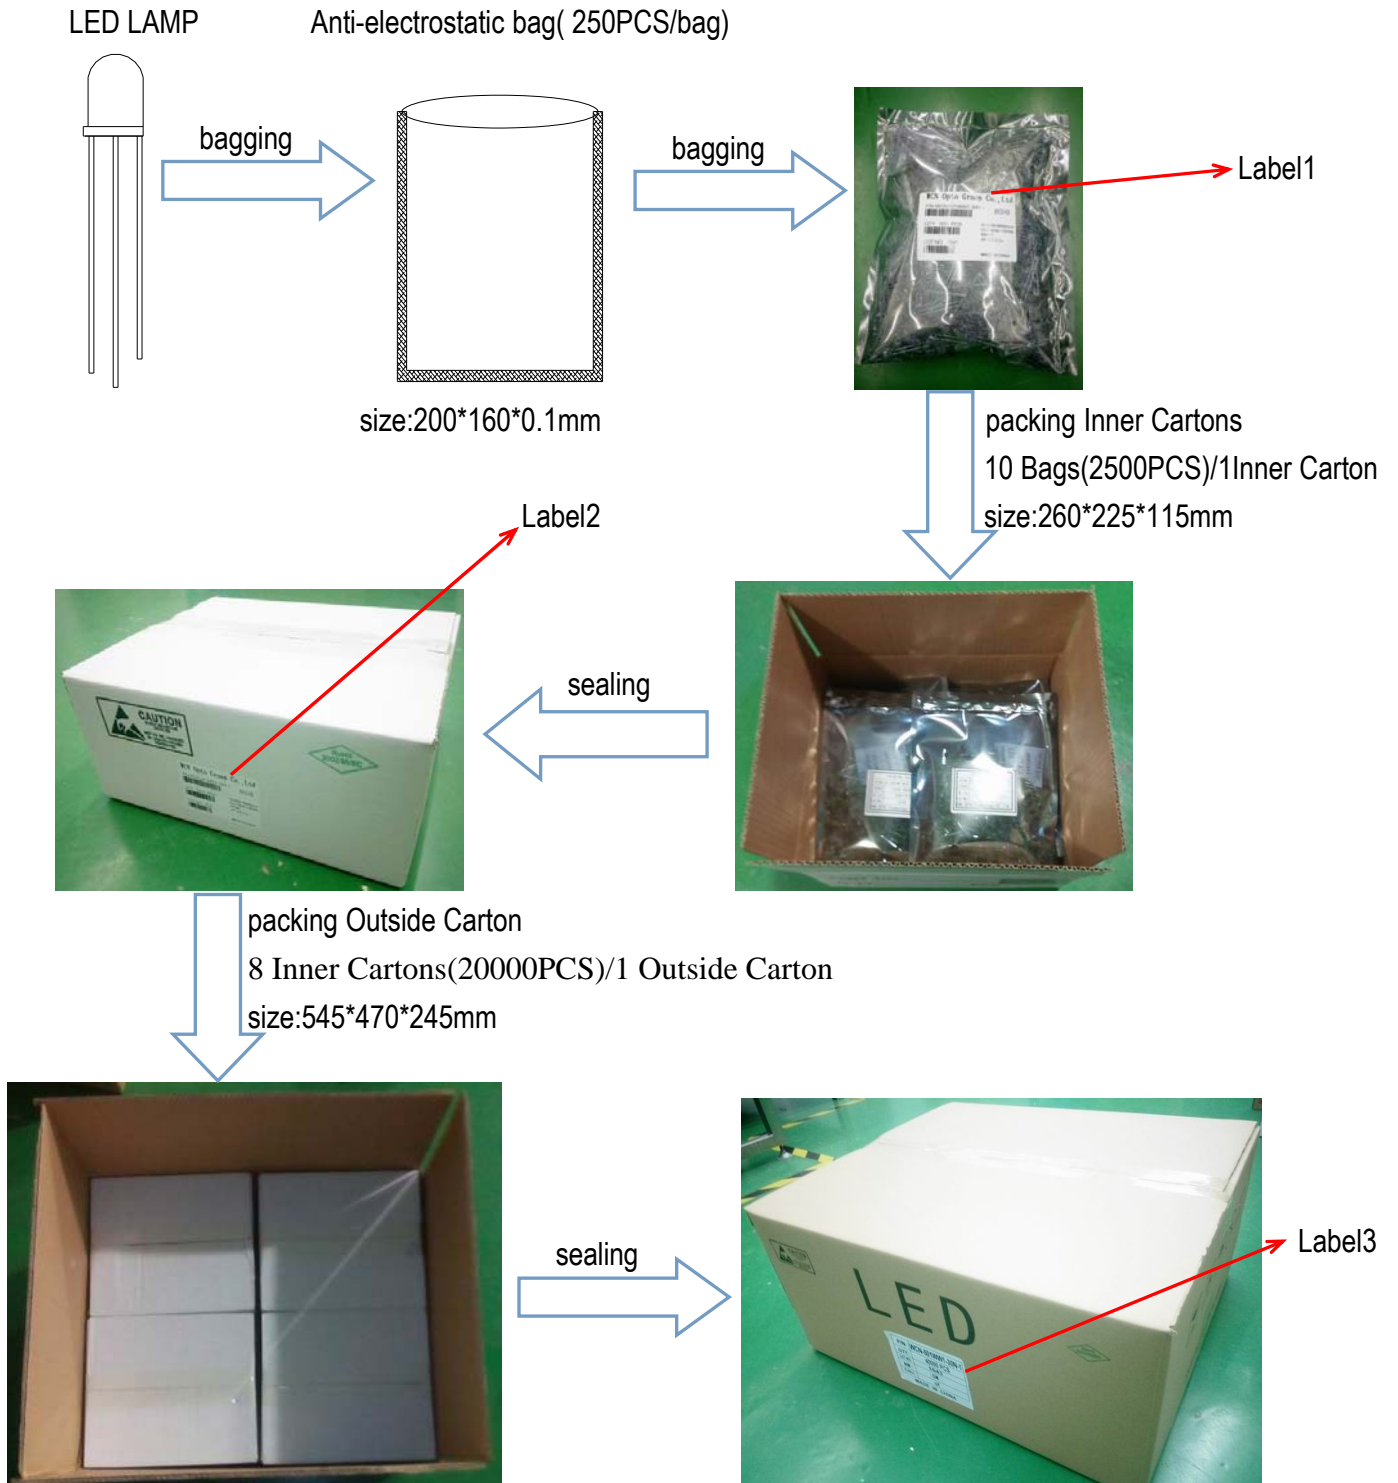 LED LAMP
Anti-electrostatic bag( 250PCS/bag)
bagging
bagging
Label1
size:200*160*0.1mm
packing Inner Cartons
10 Bags(2500PCS)/1Inner Carton
size:260*225*115mm
Label2
CAUTION
sealing
packing Outside Carton
8 Inner Cartons(20000PCS)/1 Outside Carton
size:545*470*245mm
sealing
Label3
LED